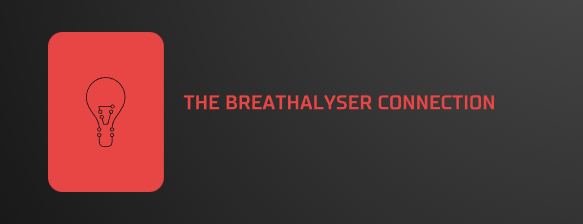 THE BREATHALYSER CONNECTION